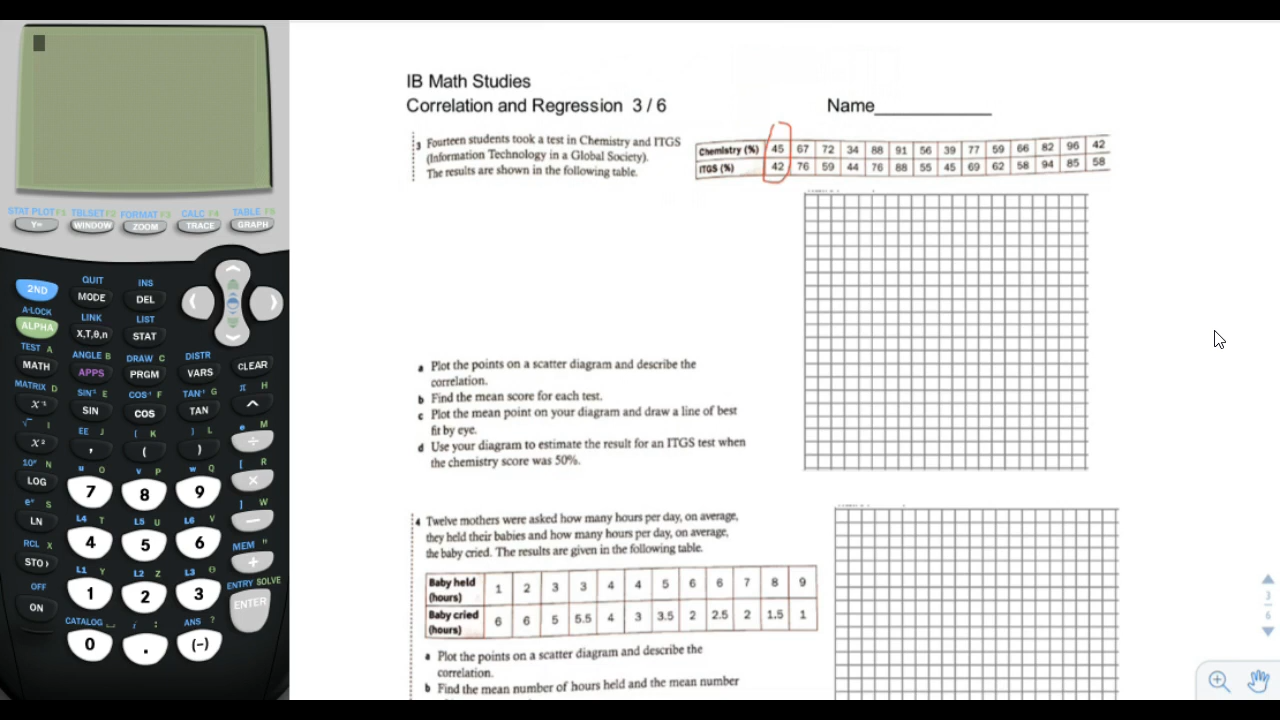 STAT PLOT F1 TBLSET F2 FORMAT F3 CALC F4 TABLE F5
Y= WINDOW ZOOM TRACE GRAPH
QUIT INS
2ND MODE DEL
A-LOCK LINK LIST
ALPHA X,T,θ,n STAT
TEST A ANGLE B DRAW C DISTR
MATH APPS PRGM VARS CLEAR
MATRIX D SIN⁻¹ E COS⁻¹ F TAN⁻¹ G π H
X⁻¹ SIN COS TAN ^
√ I EE J { K } L e M
X² , ( ) ÷
10ˣ N u O v P w Q [ R
LOG 7 8 9 ×
eˣ S L4 T L5 U L6 V ] W
LN 4 5 6 −
RCL X L1 Y L2 Z L3 θ MEM "
STO› 1 2 3 +
OFF CATALOG i : ANS ? ENTRY SOLVE
ON 0 . (−) ENTER
IB Math Studies
Correlation and Regression 3 / 6 Name___________
3 Fourteen students took a test in Chemistry and ITGS
(Information Technology in a Global Society).
The results are shown in the following table.
Chemistry (%) 45 67 72 34 88 91 56 39 77 59 66 82 96 42
ITGS (%) 42 76 59 44 76 88 55 45 69 62 58 94 85 58
a Plot the points on a scatter diagram and describe the
correlation.
b Find the mean score for each test.
c Plot the mean point on your diagram and draw a line of best
fit by eye.
d Use your diagram to estimate the result for an ITGS test when
the chemistry score was 50%.
4 Twelve mothers were asked how many hours per day, on average,
they held their babies and how many hours per day, on average,
the baby cried. The results are given in the following table.
Baby held (hours) 1 2 3 3 4 4 5 6 6 7 8 9
Baby cried (hours) 6 6 5 5.5 4 3 3.5 2 2.5 2 1.5 1
a Plot the points on a scatter diagram and describe the
correlation.
b Find the mean number of hours held and the mean number
3
6